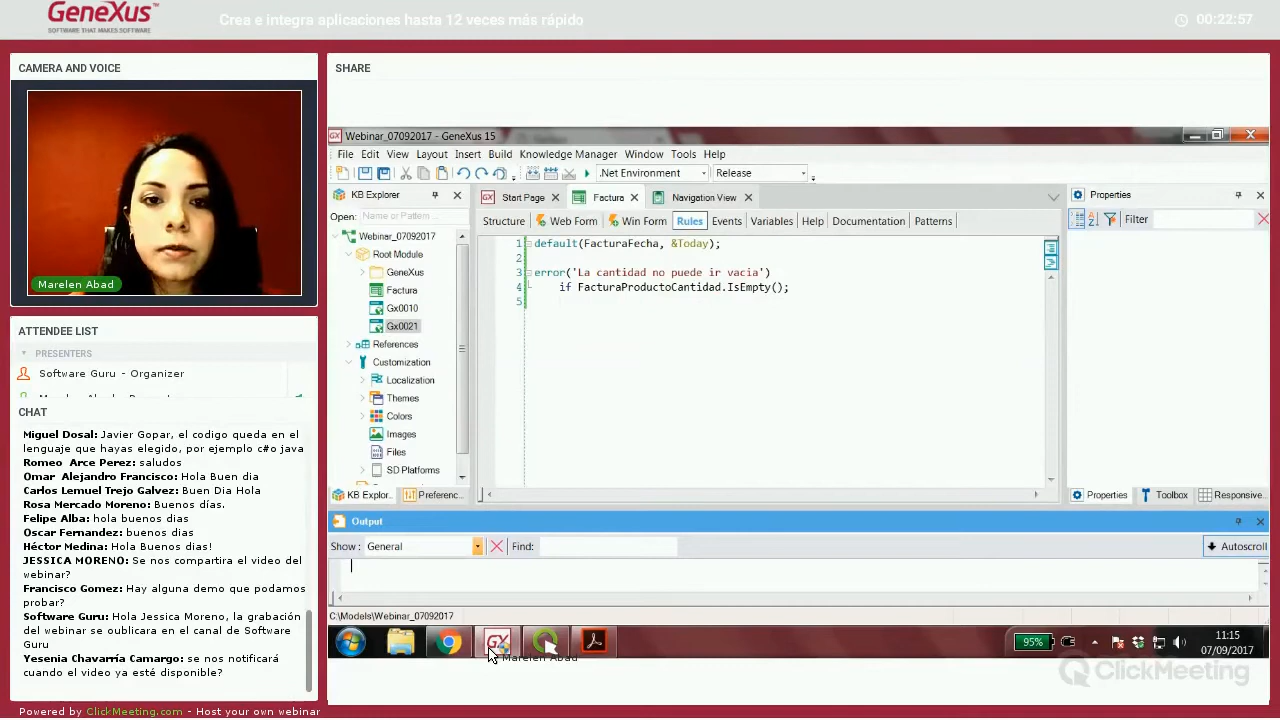 GeneXus™
SOFTWARE THAT MAKES SOFTWARE
Crea e integra aplicaciones hasta 12 veces más rápido
00:22:57
CAMERA AND VOICE
Marelen Abad
ATTENDEE LIST
PRESENTERS
Software Guru - Organizer
CHAT
Miguel Dosal: Javier Gopar, el codigo queda en el
lenguaje que hayas elegido, por ejemplo c#o java
Romeo Arce Perez: saludos
Omar Alejandro Francisco: Hola Buen dia
Carlos Lemuel Trejo Galvez: Buen Dia Hola
Rosa Mercado Moreno: Buenos días.
Felipe Alba: hola buenos dias
Oscar Fernandez: buenos dias
Héctor Medina: Hola Buenos dias!
JESSICA MORENO: Se nos compartira el video del
webinar?
Francisco Gomez: Hay alguna demo que podamos
probar?
Software Guru: Hola Jessica Moreno, la grabación
del webinar se oublicara en el canal de Software
Guru
Yesenia Chavarría Camargo: se nos notificará
cuando el video ya esté disponible?
Powered by ClickMeeting.com - Host your own webinar
SHARE
GX Webinar_07092017 - GeneXus 15
File Edit View Layout Insert Build Knowledge Manager Window Tools Help
.Net Environment Release
KB Explorer
Open: Name or Pattern
Webinar_07092017
Root Module
GeneXus
Factura
Gx0010
Gx0021
References
Customization
Localization
Themes
Colors
Images
Files
SD Platforms
KB Explor... Preferenc...
GX Start Page Factura Navigation View
Structure Web Form Win Form Rules Events Variables Help Documentation Patterns
1 default(FacturaFecha, &Today);
2
3 error('La cantidad no puede ir vacia')
4 if FacturaProductoCantidad.IsEmpty();
5
Properties
Filter
Properties Toolbox Responsive...
Output
Show: General Find: Autoscroll
C:\Models\Webinar_07092017
GX
Marelen Abad
95%
11:15
07/09/2017
ClickMeeting